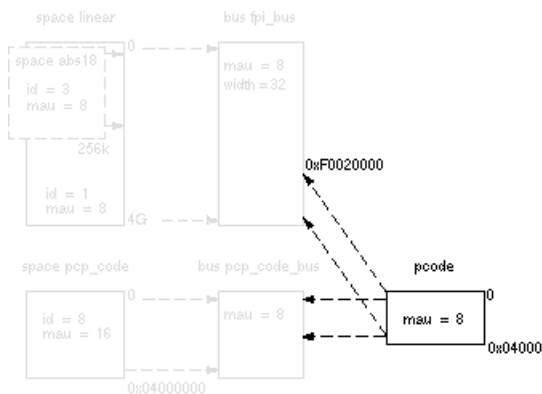 space linear
bus fpi_bus
0
space abs18
id = 3
mau = 8
mau = 8
width = 32
256k
0xF0020000
id = 1
mau = 8
4G
space pcp_code
bus pcp_code_bus
pcode
0
0
id = 8
mau = 16
mau = 8
mau = 8
0x04000
0x04000000